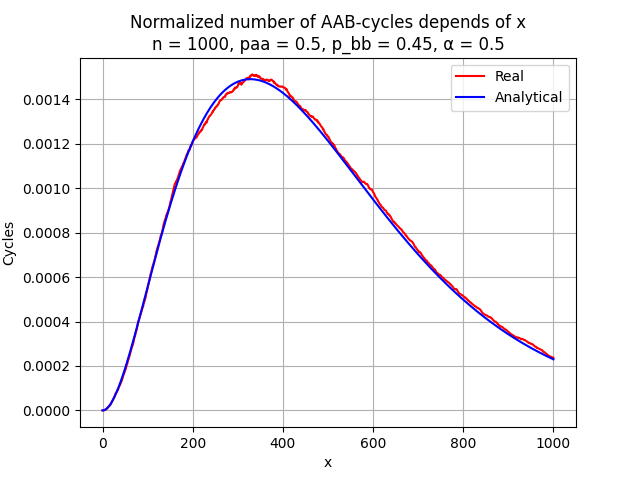 Normalized number of AAB-cycles depends of x
n = 1000, paa = 0.5, p_bb = 0.45, α = 0.5
Real
Analytical
0.0014
0.0012
0.0010
0.0008
0.0006
0.0004
0.0002
0.0000
Cycles
0 200 400 600 800 1000
x